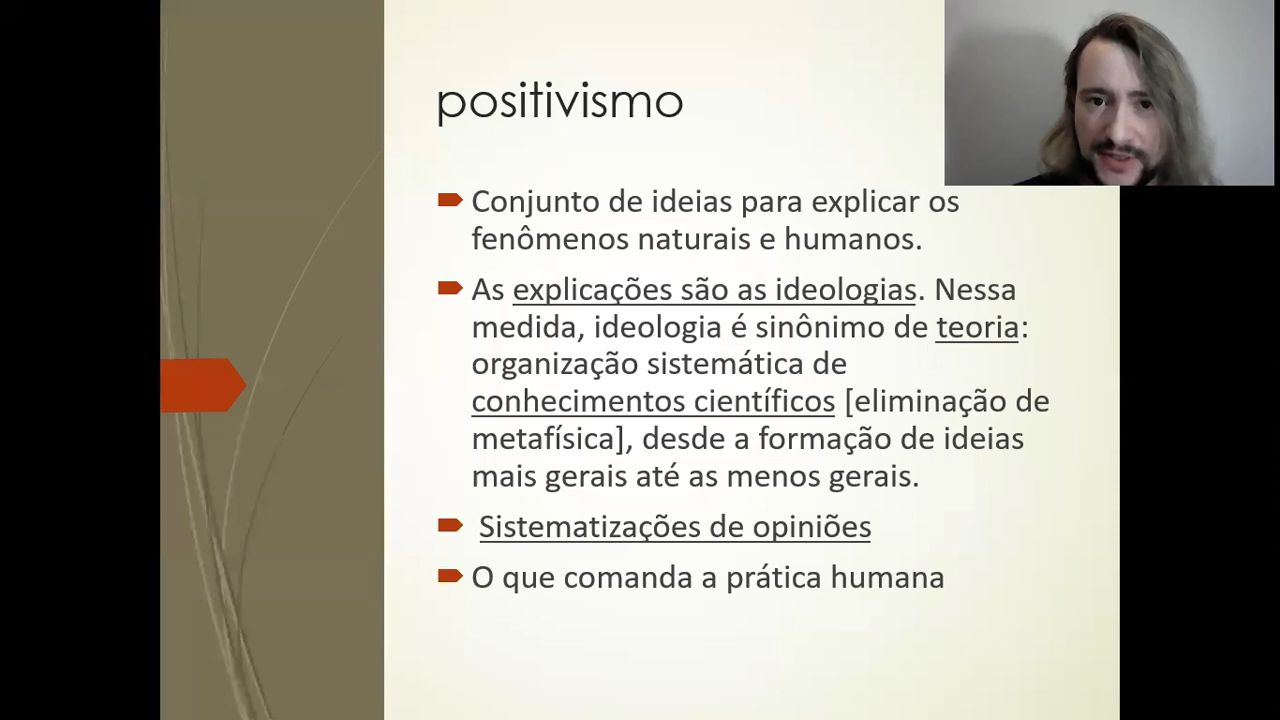 positivismo
Conjunto de ideias para explicar os
fenômenos naturais e humanos.
As explicações são as ideologias. Nessa
medida, ideologia é sinônimo de teoria:
organização sistemática de
conhecimentos científicos [eliminação de
metafísica], desde a formação de ideias
mais gerais até as menos gerais.
Sistematizações de opiniões
O que comanda a prática humana